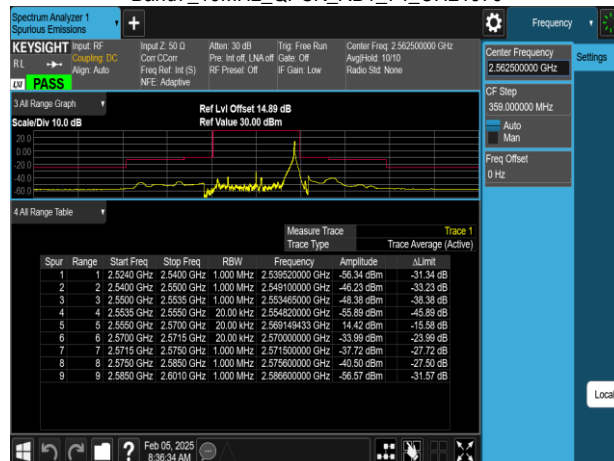 Spectrum Analyzer 1
Spurious Emissions
Frequency
KEYSIGHT Input: RF
RL
Coupling: DC
Align: Auto
Input Z: 50 Ω
Corr CCorr
Freq Ref: Int (S)
NFE: Adaptive
Atten: 30 dB
Pre: Int off, LNA off
RF Presel: Off
Trig: Free Run
Gate: Off
IF Gain: Low
Center Freq: 2.562500000 GHz
Avg|Hold: 10/10
Radio Std: None
LXI PASS
Center Frequency
2.562500000 GHz
Settings
CF Step
359.000000 MHz
Auto
Man
Freq Offset
0 Hz
3 All Range Graph
Scale/Div 10.0 dB
Ref Lvl Offset 14.89 dB
Ref Value 30.00 dBm
20.0
0.00
-20.0
-40.0
-60.0
4 All Range Table
Measure Trace Trace 1
Trace Type Trace Average (Active)
Spur Range Start Freq Stop Freq RBW Frequency Amplitude ΔLimit
1 1 2.5240 GHz 2.5400 GHz 1.000 MHz 2.539520000 GHz -56.34 dBm -31.34 dB
2 2 2.5400 GHz 2.5500 GHz 1.000 MHz 2.549100000 GHz -46.23 dBm -33.23 dB
3 3 2.5500 GHz 2.5535 GHz 1.000 MHz 2.553465000 GHz -48.38 dBm -38.38 dB
4 4 2.5535 GHz 2.5550 GHz 20.00 kHz 2.554820000 GHz -55.89 dBm -45.89 dB
5 5 2.5550 GHz 2.5700 GHz 20.00 kHz 2.569149433 GHz 14.42 dBm -15.58 dB
6 6 2.5700 GHz 2.5715 GHz 20.00 kHz 2.570000000 GHz -33.99 dBm -23.99 dB
7 7 2.5715 GHz 2.5750 GHz 1.000 MHz 2.571500000 GHz -37.72 dBm -27.72 dB
8 8 2.5750 GHz 2.5850 GHz 1.000 MHz 2.575600000 GHz -40.50 dBm -27.50 dB
9 9 2.5850 GHz 2.6010 GHz 1.000 MHz 2.586600000 GHz -56.57 dBm -31.57 dB
Local
?
Feb 05, 2025
8:36:34 AM